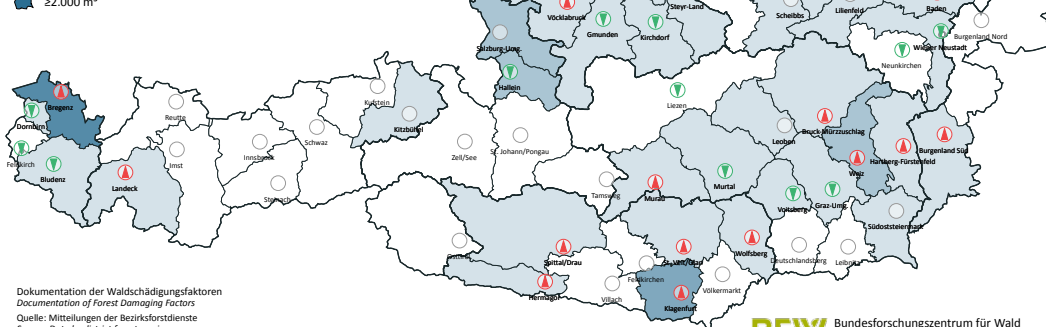 ≥2.000 m³
Vöcklabruck
Steyr-Land
Gmunden
Kirchdorf
Scheibbs
Lilienfeld
Baden
Burgenland Nord
Wiener Neustadt
Neunkirchen
Salzburg-Umg.
Hallein
Liezen
Bregenz
Dornbirn
Feldkirch
Bludenz
Reutte
Landeck
Imst
Innsbruck
Steinach
Schwaz
Kufstein
Kitzbühel
Zell/See
St. Johann/Pongau
Tamsweg
Murau
Murtal
Leoben
Bruck-Mürzzuschlag
Weiz
Hartberg-Fürstenfeld
Burgenland Süd
Voitsberg
Graz-Umg.
Südoststeiermark
Deutschlandsberg
Leibnitz
Wolfsberg
St. Veit/Glan
Spittal/Drau
Hermagor
Villach
Feldkirchen
Klagenfurt
Völkermarkt
Dokumentation der Waldschädigungsfaktoren
Documentation of Forest Damaging Factors
Quelle: Mitteilungen der Bezirksforstdienste
BFW Bundesforschungszentrum für Wald